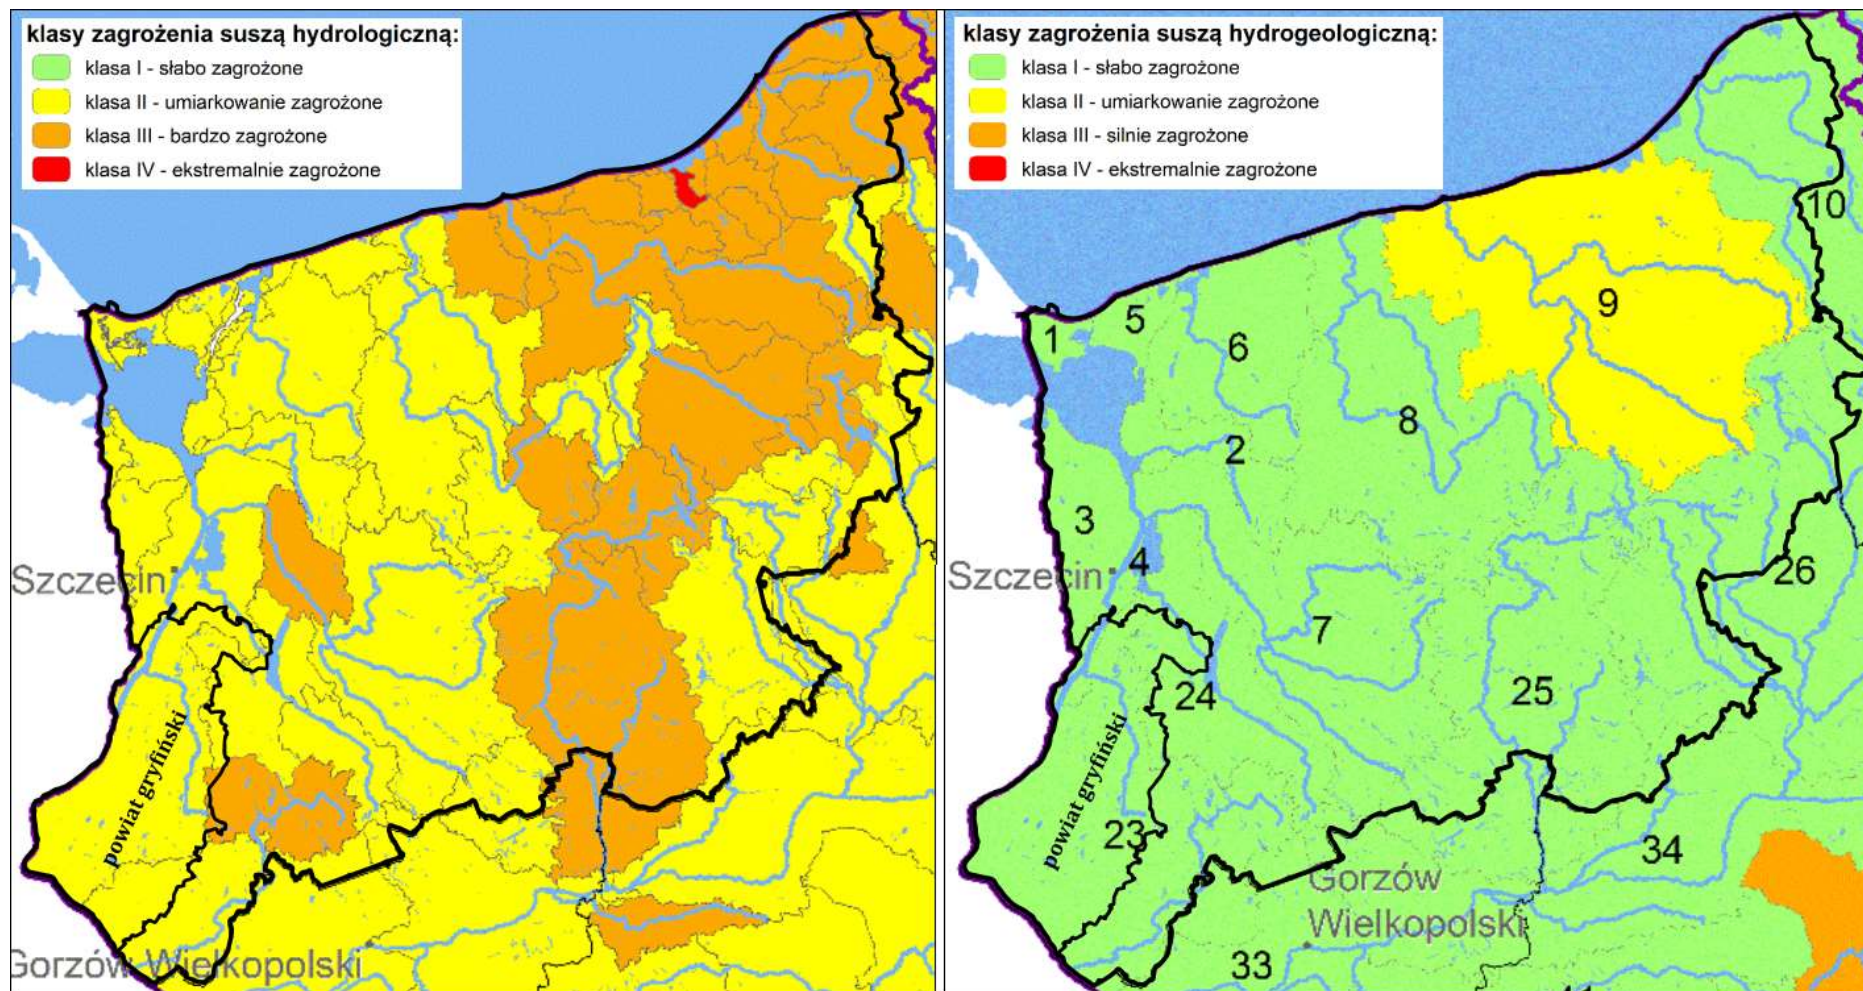 klasy zagrożenia suszą hydrologiczną:
klasa I - słabo zagrożone
klasa II - umiarkowanie zagrożone
klasa III - bardzo zagrożone
klasa IV - ekstremalnie zagrożone
Szczecin
powiat gryfiński
Gorzów Wielkopolski
klasy zagrożenia suszą hydrogeologiczną:
klasa I - słabo zagrożone
klasa II - umiarkowanie zagrożone
klasa III - silnie zagrożone
klasa IV - ekstremalnie zagrożone
10
9
5
1
6
8
2
3
4
Szczecin
26
7
25
24
powiat gryfiński
23
34
Gorzów
Wielkopolski
33